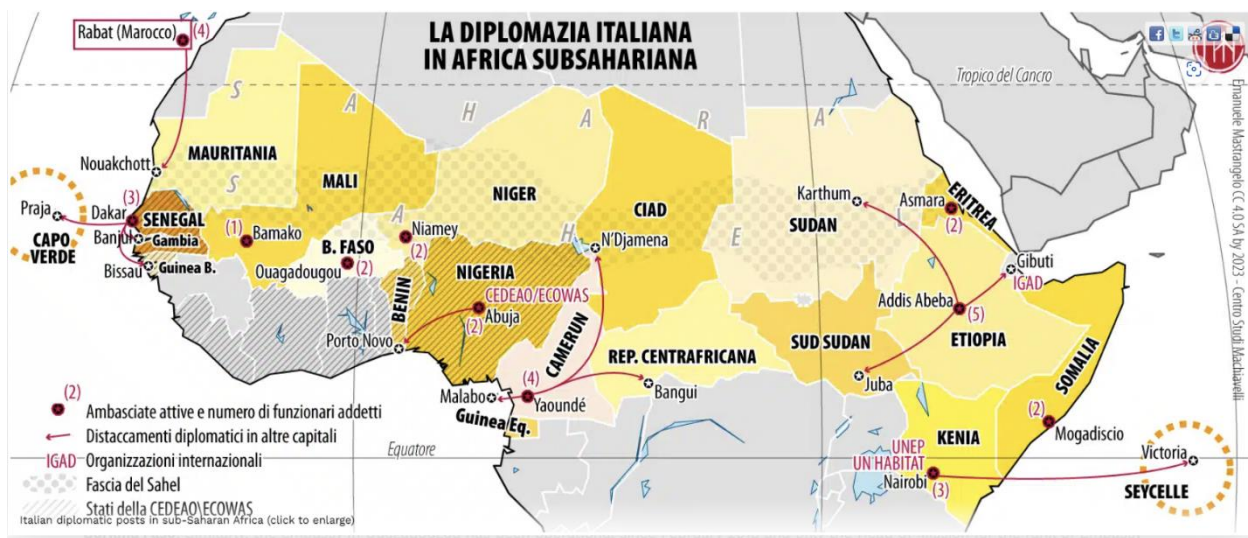 LA DIPLOMAZIA ITALIANA
IN AFRICA SUBSAHARIANA
Rabat (Marocco)
(4)
Tropico del Cancro
S A H A R A
S A H E L
Nouakchott
MAURITANIA
MALI
NIGER
CIAD
SUDAN
Karthum
Asmara
(2)
ERITREA
Praja
CAPO
VERDE
Dakar
(3)
SENEGAL
Banjul
Gambia
Bissau
Guinea B.
(1)
Bamako
B. FASO
Ouagadougou
(2)
Niamey
(2)
N'Djamena
NIGERIA
CEDEAO/ECOWAS
(2)
Abuja
BENIN
Porto Novo
CAMERUN
Malabo
(4)
Yaoundé
Guinea Eq.
REP. CENTRAFRICANA
Bangui
SUD SUDAN
Juba
Addis Abeba
(5)
Gibuti
IGAD
ETIOPIA
SOMALIA
(2)
Mogadiscio
KENIA
UNEP
UN HABITAT
Nairobi
(3)
Victoria
SEYCELLE
Equatore
(2)
Ambasciate attive e numero di funzionari addetti
Distaccamenti diplomatici in altre capitali
IGAD Organizzazioni internazionali
Fascia del Sahel
Stati della CEDEAO\ECOWAS
Italian diplomatic posts in sub-Saharan Africa (click to enlarge)
Emanuele Mastrangelo CC 4.0 SA by 2023 - Centro Studi Machiavelli